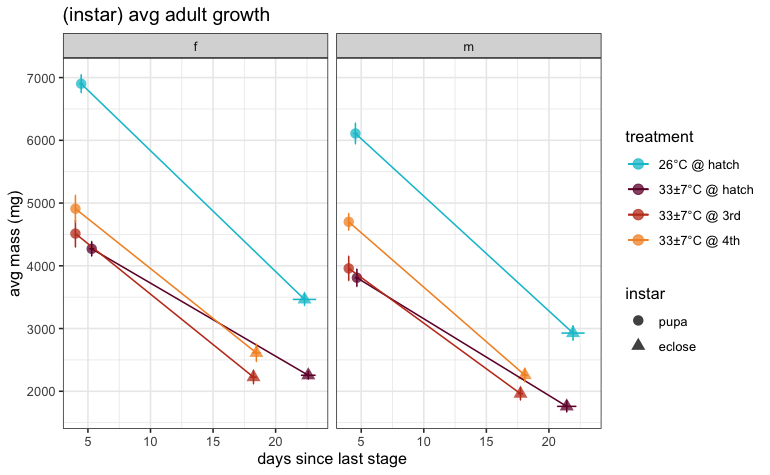 (instar) avg adult growth
f
m
7000
6000
5000
4000
3000
2000
avg mass (mg)
5 10 15 20
5 10 15 20
days since last stage
treatment
26°C @ hatch
33±7°C @ hatch
33±7°C @ 3rd
33±7°C @ 4th
instar
pupa
eclose